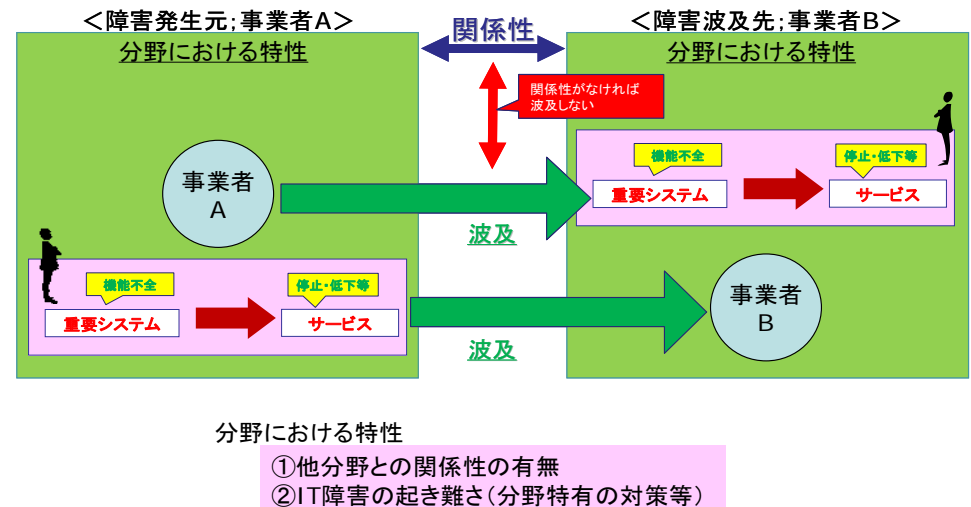 ＜障害発生元；事業者A＞
分野における特性
関係性
＜障害波及先；事業者B＞
分野における特性
関係性がなければ
波及しない
事業者
A
機能不全
停止・低下等
重要システム
サービス
波及
機能不全
停止・低下等
重要システム
サービス
波及
事業者
B
分野における特性
①他分野との関係性の有無
②IT障害の起き難さ（分野特有の対策等）